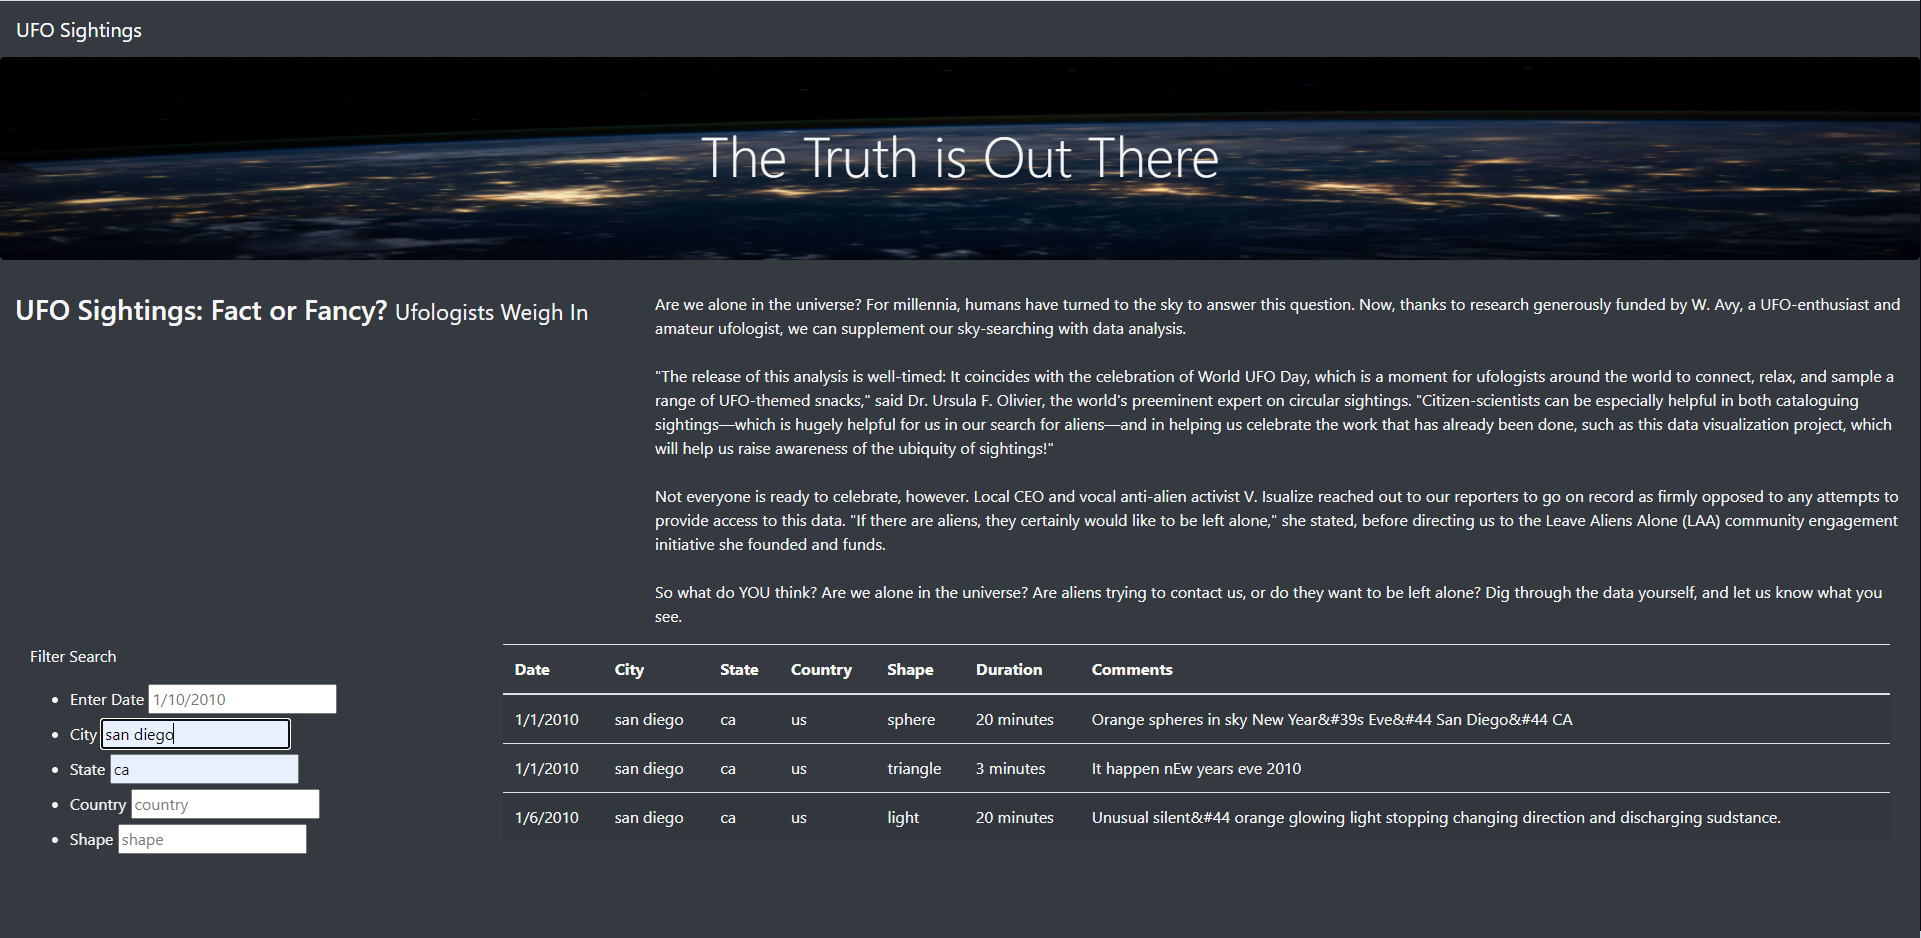 UFO Sightings
The Truth is Out There
UFO Sightings: Fact or Fancy? Ufologists Weigh In
Are we alone in the universe? For millennia, humans have turned to the sky to answer this question. Now, thanks to research generously funded by W. Avy, a UFO-enthusiast and
amateur ufologist, we can supplement our sky-searching with data analysis.
"The release of this analysis is well-timed: It coincides with the celebration of World UFO Day, which is a moment for ufologists around the world to connect, relax, and sample a
range of UFO-themed snacks," said Dr. Ursula F. Olivier, the world's preeminent expert on circular sightings. "Citizen-scientists can be especially helpful in both cataloguing
sightings—which is hugely helpful for us in our search for aliens—and in helping us celebrate the work that has already been done, such as this data visualization project, which
will help us raise awareness of the ubiquity of sightings!"
Not everyone is ready to celebrate, however. Local CEO and vocal anti-alien activist V. Isualize reached out to our reporters to go on record as firmly opposed to any attempts to
provide access to this data. "If there are aliens, they certainly would like to be left alone," she stated, before directing us to the Leave Aliens Alone (LAA) community engagement
initiative she founded and funds.
So what do YOU think? Are we alone in the universe? Are aliens trying to contact us, or do they want to be left alone? Dig through the data yourself, and let us know what you
see.
Filter Search
Enter Date 1/10/2010
City san diego
State ca
Country country
Shape shape
Date City State Country Shape Duration Comments
1/1/2010 san diego ca us sphere 20 minutes Orange spheres in sky New Year&#39s Eve&#44 San Diego&#44 CA
1/1/2010 san diego ca us triangle 3 minutes It happen nEw years eve 2010
1/6/2010 san diego ca us light 20 minutes Unusual silent&#44 orange glowing light stopping changing direction and discharging sudstance.